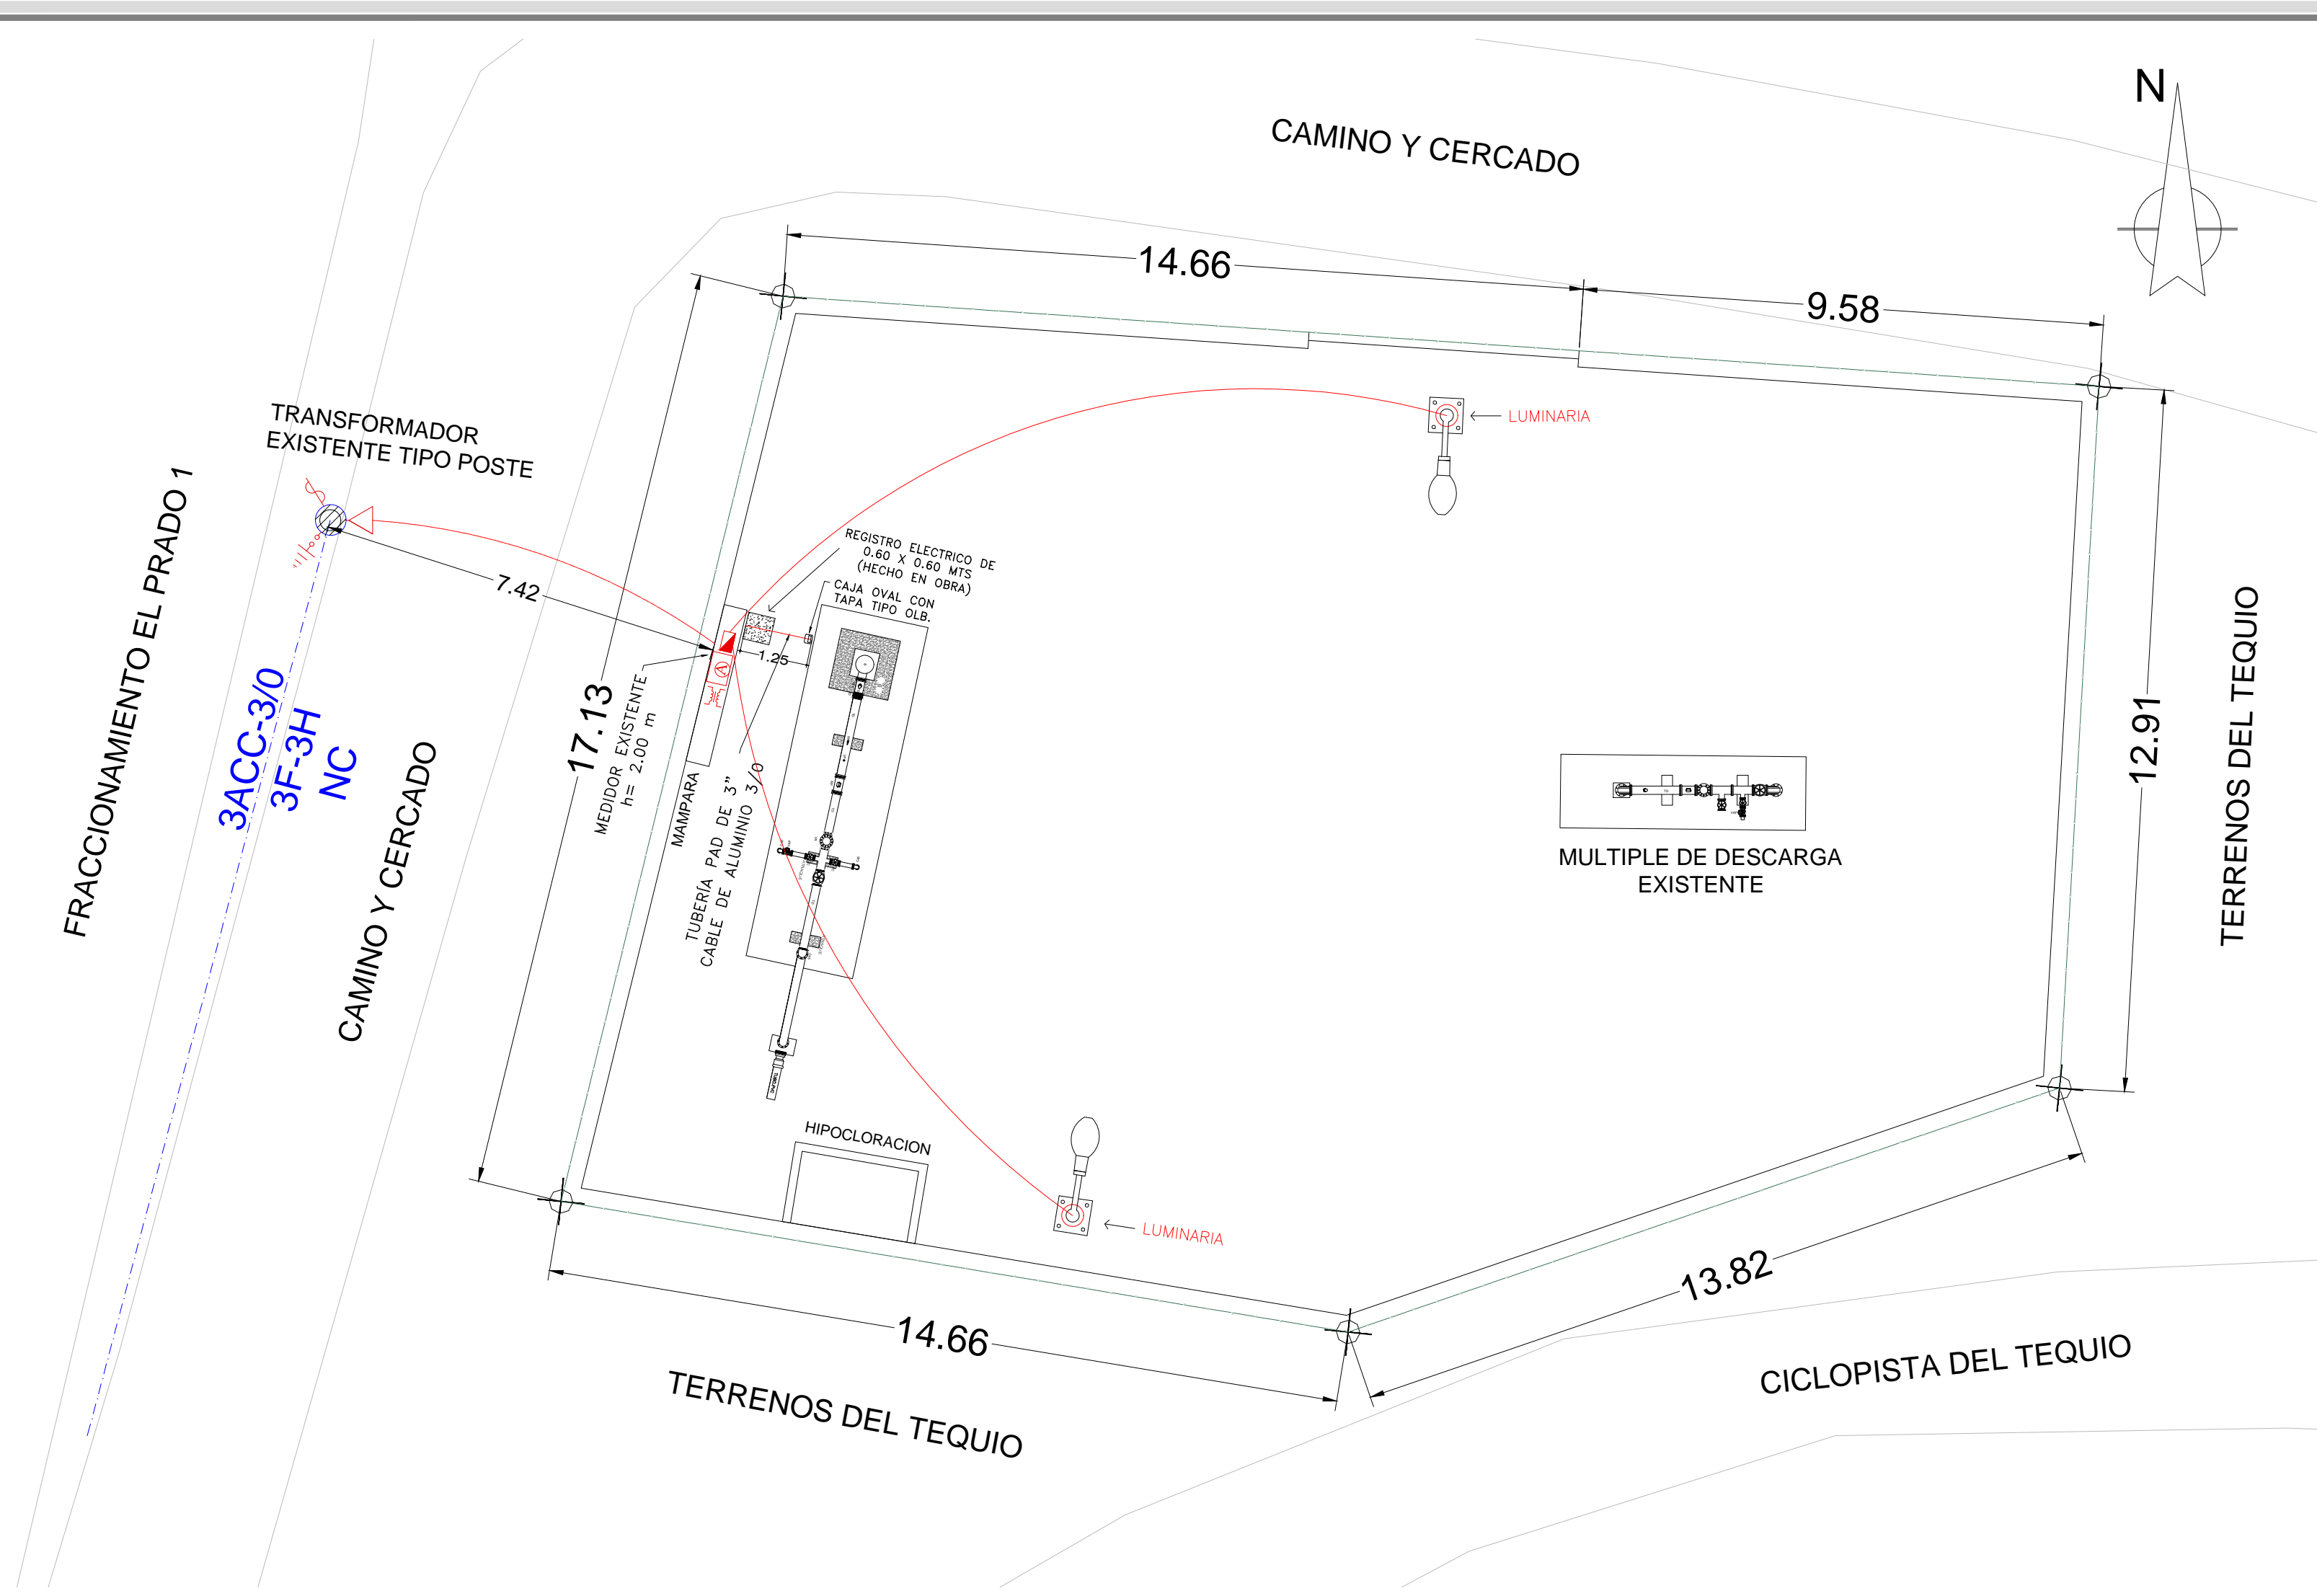 N
CAMINO Y CERCADO
14.66
9.58
TRANSFORMADOR
EXISTENTE TIPO POSTE
LUMINARIA
FRACCIONAMIENTO EL PRADO 1
REGISTRO ELECTRICO DE
0.60 X 0.60 MTS
(HECHO EN OBRA)
CAJA OVAL CON
TAPA TIPO OLB.
7.42
1.25
17.13
MEDIDOR EXISTENTE
h= 2.00 m
3ACC-3/0
3F-3H
NC
CAMINO Y CERCADO
MAMPARA
TUBERÍA PAD DE 3"
CABLE DE ALUMINIO 3/0
12.91
TERRENOS DEL TEQUIO
MULTIPLE DE DESCARGA
EXISTENTE
HIPOCLORACION
LUMINARIA
13.82
14.66
TERRENOS DEL TEQUIO
CICLOPISTA DEL TEQUIO